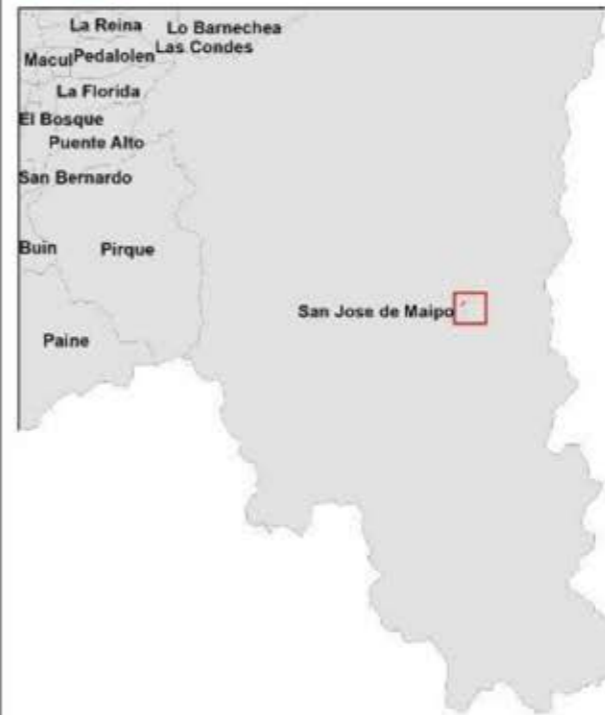 La Reina
Lo Barnechea
Las Condes
Macul
Pedalolen
La Florida
El Bosque
Puente Alto
San Bernardo
Buin
Pirque
San Jose de Maipo
Paine